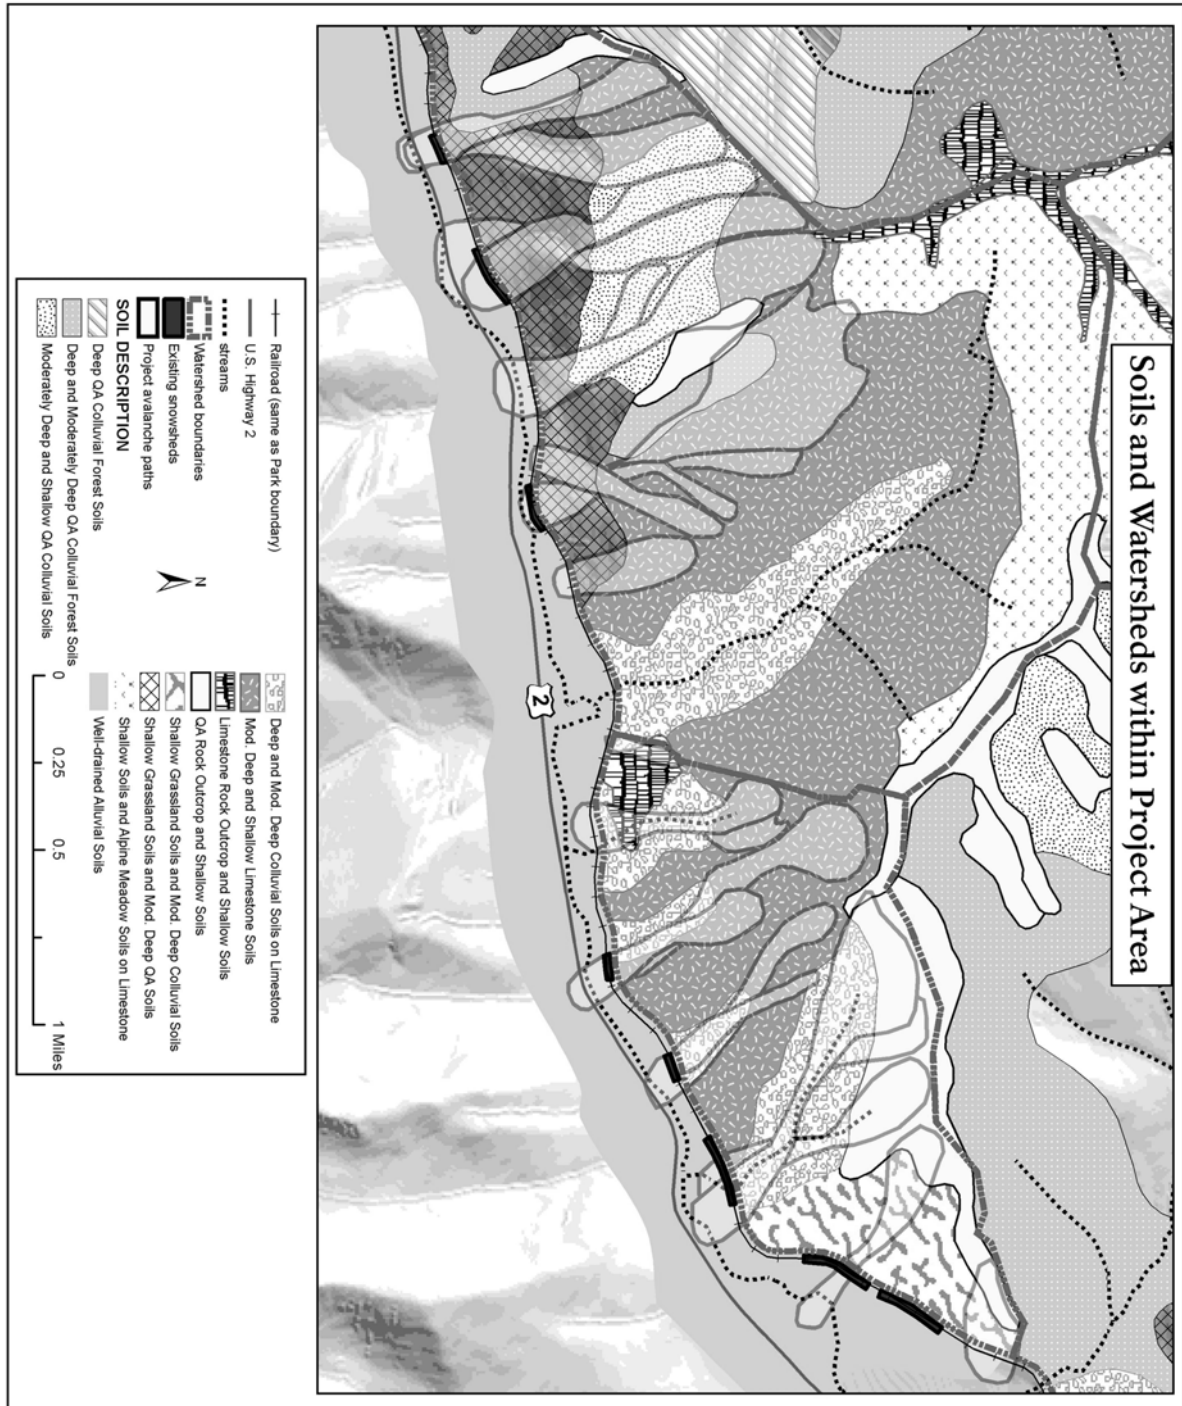 Soils and Watersheds within Project Area
2
Railroad (same as Park boundary)
U.S. Highway 2
streams
Watershed boundaries
Existing snowsheds
Project avalanche paths
SOIL DESCRIPTION
Deep QA Colluvial Forest Soils
Deep and Moderately Deep QA Colluvial Forest Soils
Moderately Deep and Shallow QA Colluvial Soils
N
Deep and Mod. Deep Colluvial Soils on Limestone
Mod. Deep and Shallow Limestone Soils
Limestone Rock Outcrop and Shallow Soils
QA Rock Outcrop and Shallow Soils
Shallow Grassland Soils and Mod. Deep Colluvial Soils
Shallow Grassland Soils and Mod. Deep QA Soils
Shallow Soils and Alpine Meadow Soils on Limestone
Well-drained Alluvial Soils
0 0.25 0.5 1 Miles